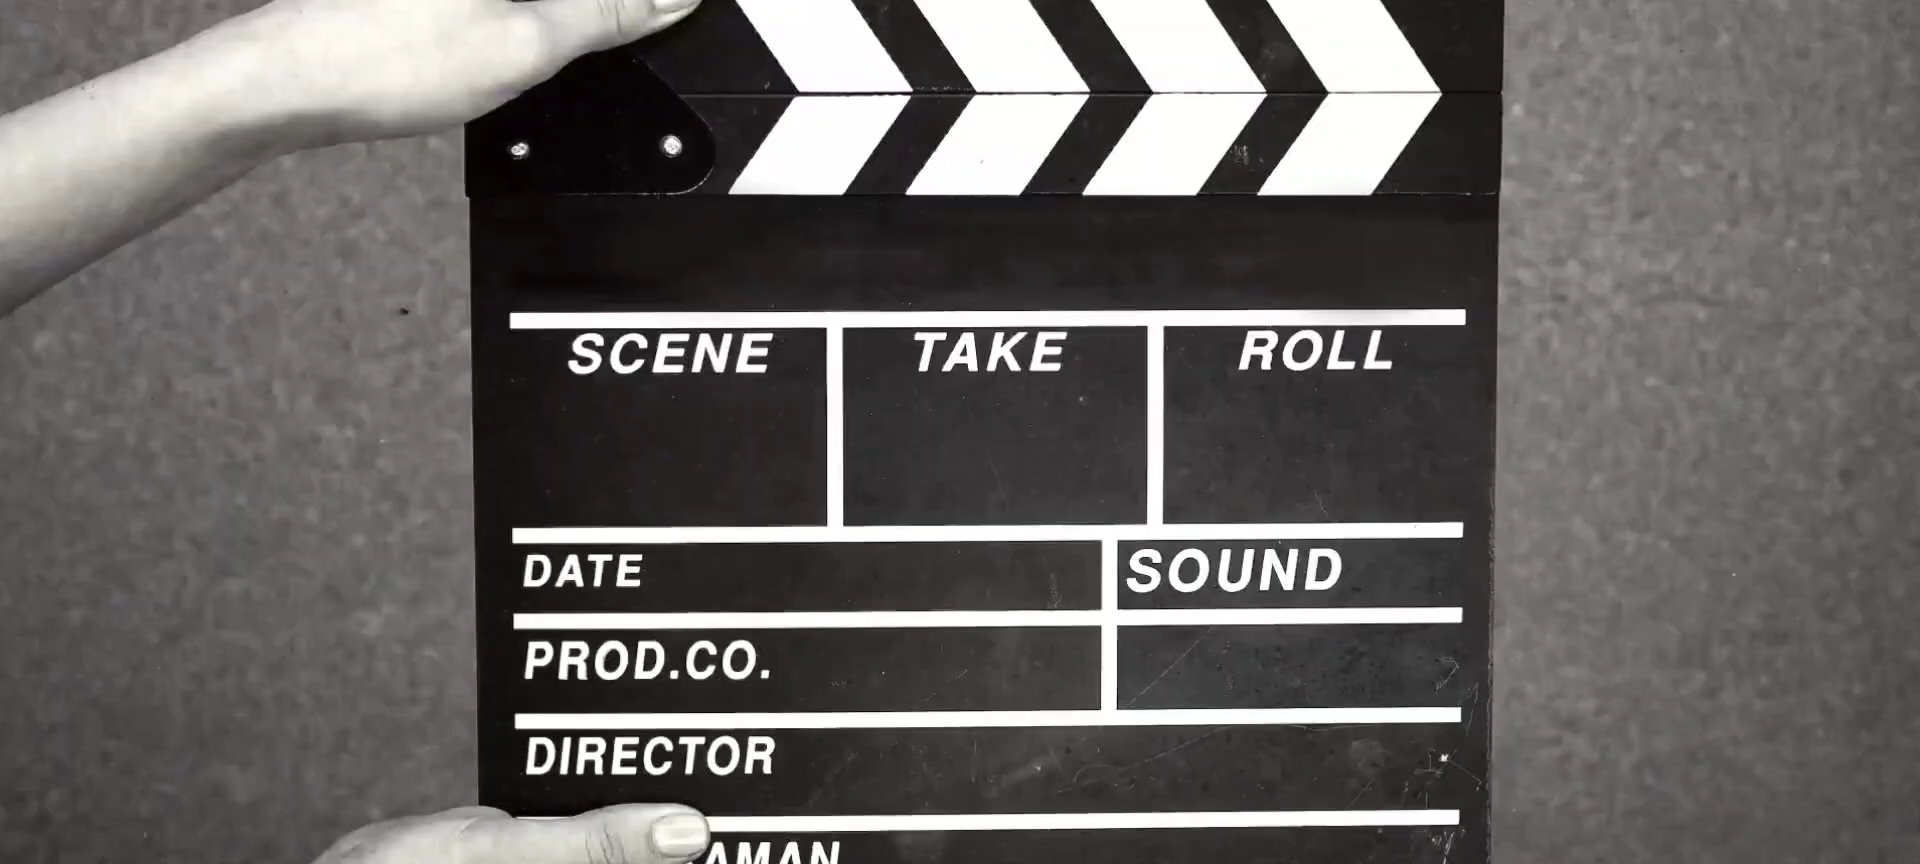 SCENE TAKE ROLL
DATE SOUND
PROD.CO.
DIRECTOR